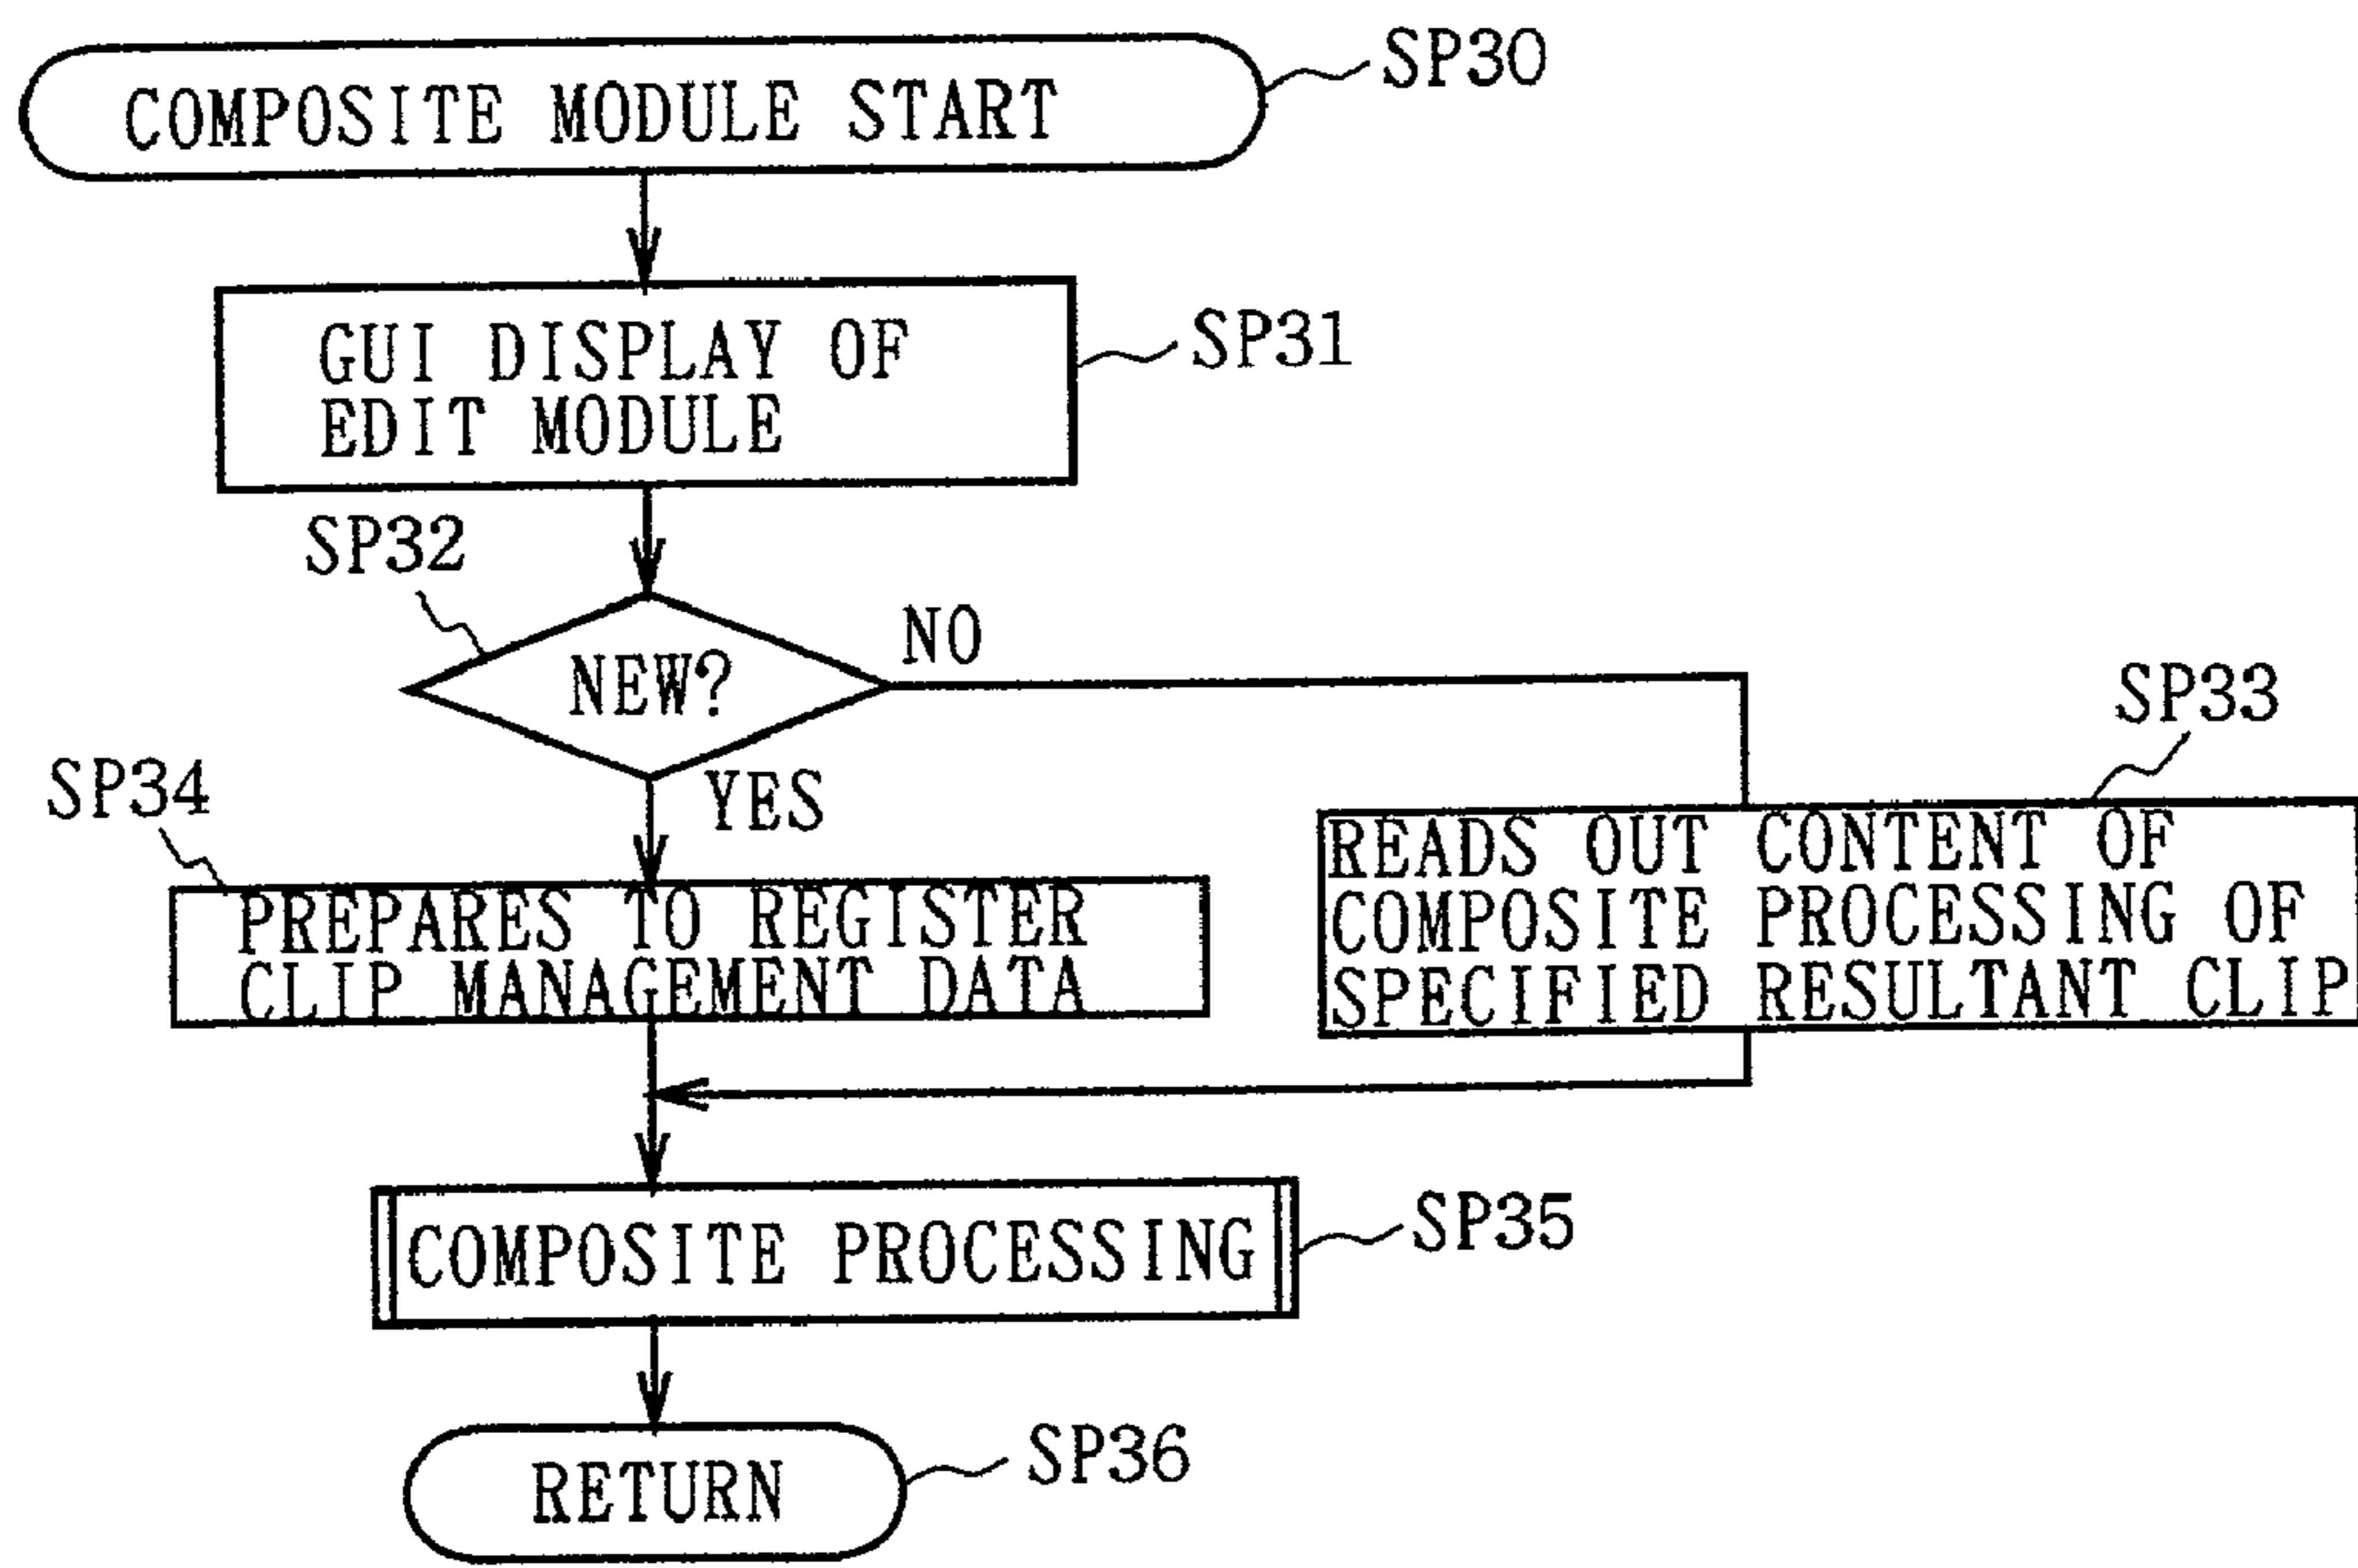 COMPOSITE MODULE START
SP30
GUI DISPLAY OF
EDIT MODULE
SP31
SP32
NEW?
NO
YES
SP33
READS OUT CONTENT OF
COMPOSITE PROCESSING OF
SPECIFIED RESULTANT CLIP
SP34
PREPARES TO REGISTER
CLIP MANAGEMENT DATA
COMPOSITE PROCESSING
SP35
RETURN
SP36